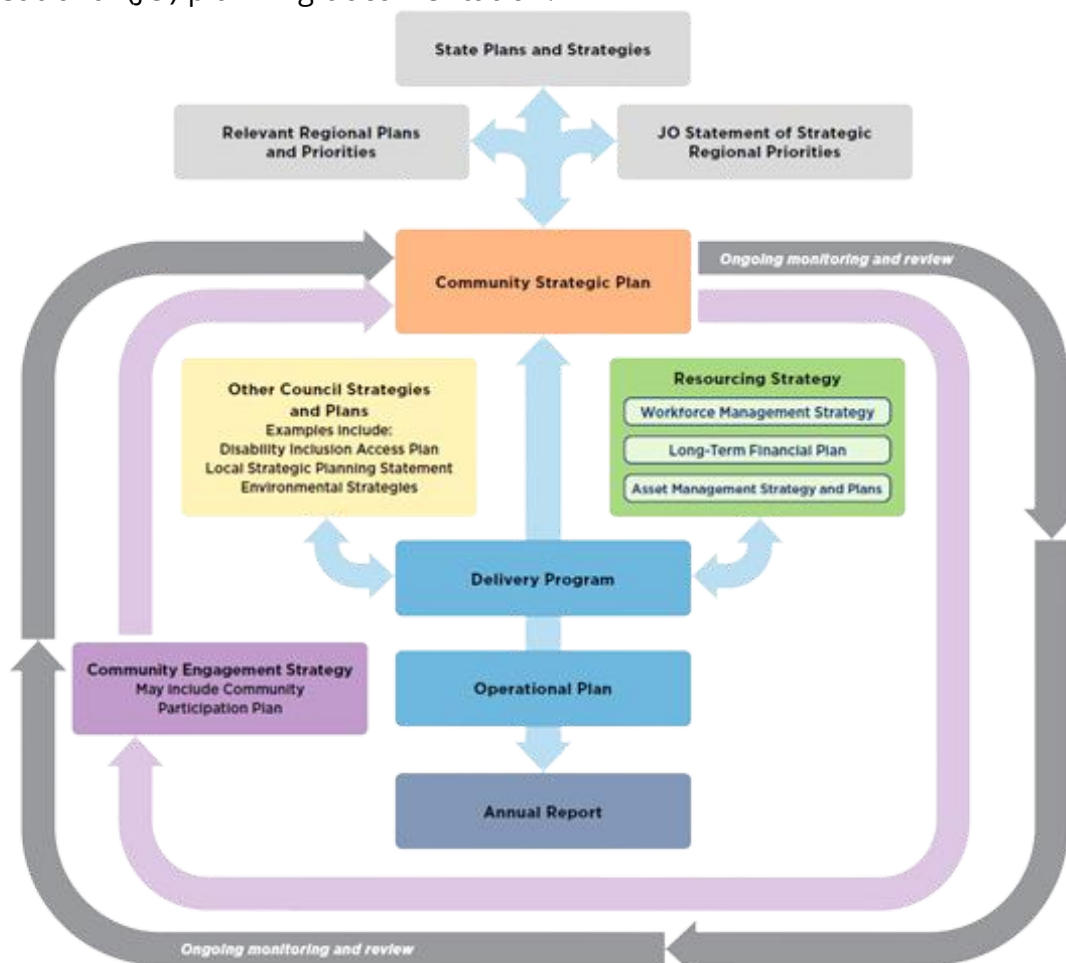 planning documentation.
State Plans and Strategies
Relevant Regional Plans
and Priorities
JO Statement of Strategic
Regional Priorities
Community Strategic Plan
Ongoing monitoring and review
Other Council Strategies
and Plans
Examples Include:
Disability Inclusion Access Plan
Local Strategic Planning Statement
Environmental Strategies
Resourcing Strategy
Workforce Management Strategy
Long-Term Financial Plan
Asset Management Strategy and Plans
Delivery Program
Community Engagement Strategy
May Include Community
Participation Plan
Operational Plan
Annual Report
Ongoing monitoring and review